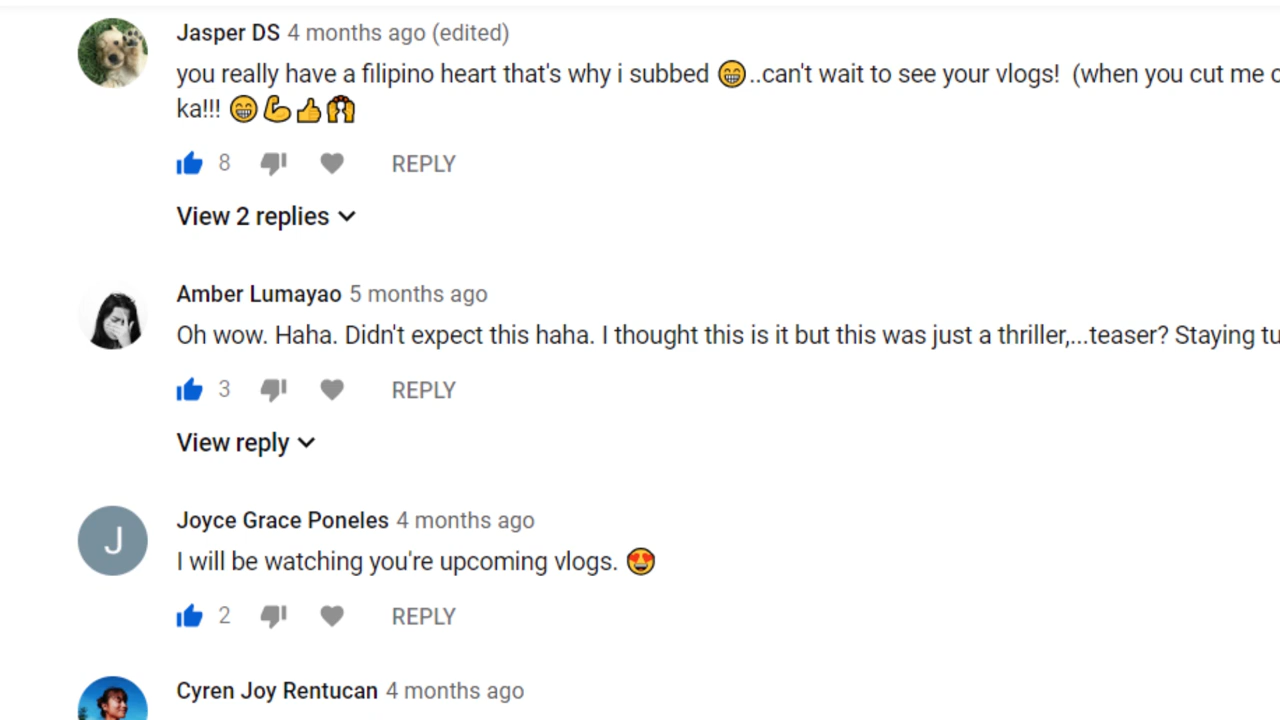 Jasper DS 4 months ago (edited)
you really have a filipino heart that's why i subbed 😁..can't wait to see your vlogs! (when you cut me
ka!!! 😁💪👍🙌
8 REPLY
View 2 replies
Amber Lumayao 5 months ago
Oh wow. Haha. Didn't expect this haha. I thought this is it but this was just a thriller,...teaser? Staying
3 REPLY
View reply
J
Joyce Grace Poneles 4 months ago
I will be watching you're upcoming vlogs. 😍
2 REPLY
Cyren Joy Rentucan 4 months ago